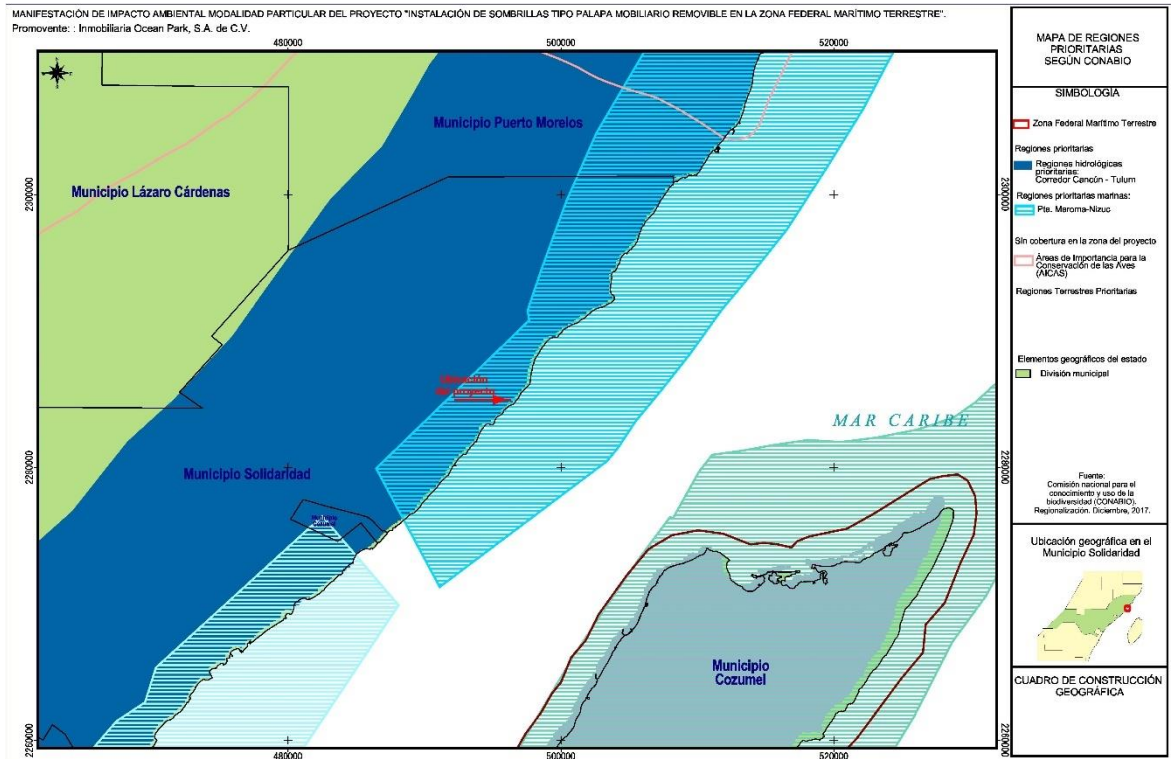 MANIFESTACIÓN DE IMPACTO AMBIENTAL MODALIDAD PARTICULAR DEL PROYECTO "INSTALACIÓN DE SOMBRILLAS TIPO PALAPA MOBILIARIO REMOVIBLE EN LA ZONA FEDERAL MARÍTIMO TERRESTRE".
Promovente: : Inmobiliaria Ocean Park, S.A. de C.V.
480000
500000
520000
Municipio Puerto Morelos
Municipio Lázaro Cárdenas
2300000
2300000
Ubicación
del proyecto
MAR CARIBE
Municipio Solidaridad
2280000
2280000
Municipio
Cozumel
2260000
2260000
480000
500000
520000
MAPA DE REGIONES
PRIORITARIAS
SEGÚN CONABIO
SIMBOLOGIA
Zona Federal Marítimo Terrestre
Regiones prioritarias
Regiones hidrológicas
prioritarias:
Corredor Cancún - Tulum
Regiones prioritarias marinas:
Pta. Maroma-Nizuc
Sin cobertura en la zona del proyecto
Áreas de Importancia para la
Conservación de las Aves
(AICAS)
Regiones Terrestres Prioritarias
Elementos geográficos del estado
División municipal
Fuente:
Comisión nacional para el
conocimiento y uso de la
biodiversidad (CONABIO).
Regionalización. Diciembre, 2017.
Ubicación geográfica en el
Municipio Solidaridad
CUADRO DE CONSTRUCCIÓN
GEOGRÁFICA